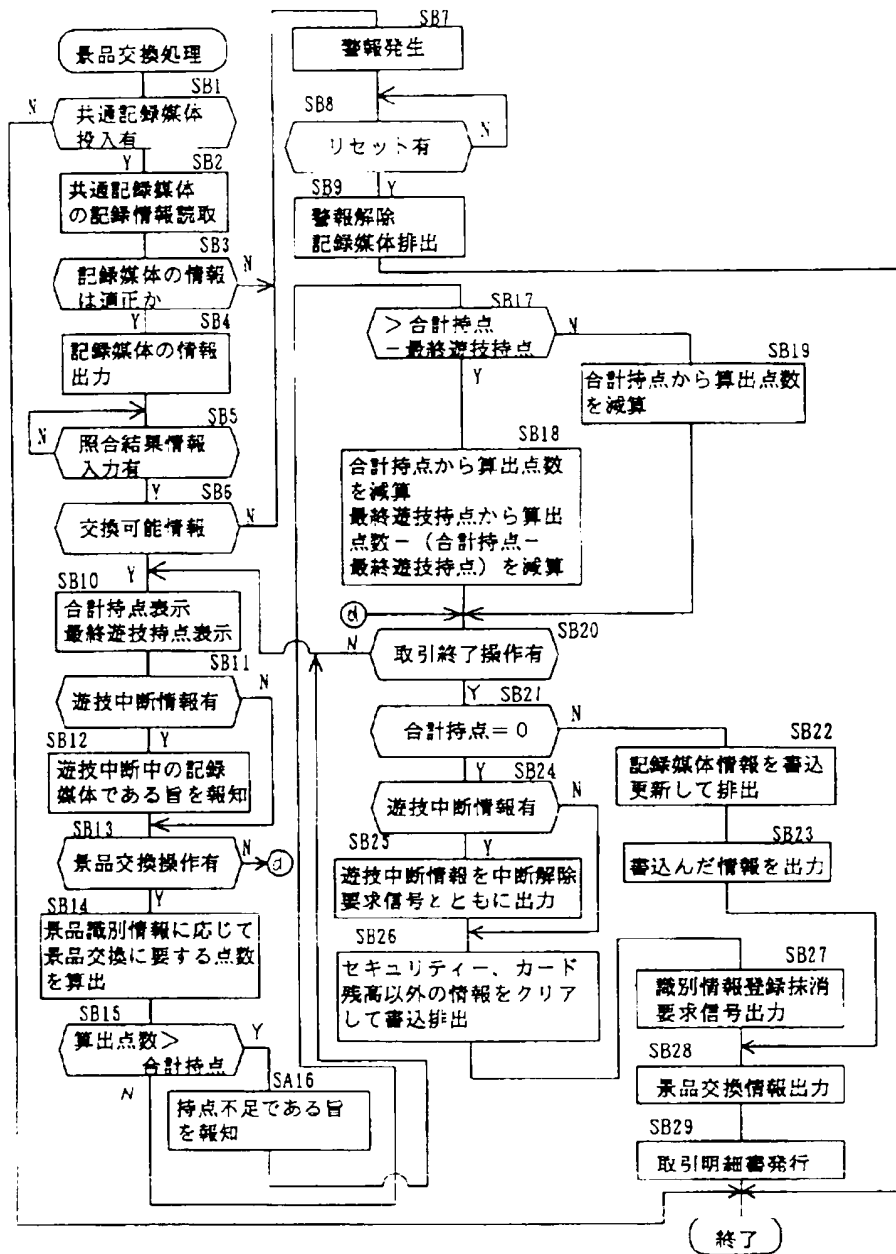 景品交換処理
SB1
N
共通記録媒体
投入有
Y
SB2
共通記録媒体
の記録情報読取
SB3
記録媒体の情報
は適正か
N
Y
SB4
記録媒体の情報
出力
SB5
N
照合結果情報
入力有
Y
SB6
交換可能情報
N
Y
SB7
警報発生
SB8
リセット有
N
SB9
Y
警報解除
記録媒体排出
SB10
合計持点表示
最終遊技持点表示
SB11
遊技中断情報有
N
SB12
Y
遊技中断中の記録
媒体である旨を報知
SB13
景品交換操作有
N
d
SB14
Y
景品識別情報に応じて
景品交換に要する点数
を算出
SB15
算出点数>
合計持点
Y
N
SA16
持点不足である旨
を報知
SB17
>合計持点
-最終遊技持点
N
Y
SB18
合計持点から算出点数
を減算
最終遊技持点から算出
点数-(合計持点-
最終遊技持点)を減算
SB19
合計持点から算出点数
を減算
d
SB20
N
取引終了操作有
Y
SB21
合計持点=0
N
Y
SB22
記録媒体情報を書込
更新して排出
SB23
書込んだ情報を出力
SB24
遊技中断情報有
N
SB25
Y
遊技中断情報を中断解除
要求信号とともに出力
SB26
セキュリティー、カード
残高以外の情報をクリア
して書込排出
SB27
識別情報登録抹消
要求信号出力
SB28
景品交換情報出力
SB29
取引明細書発行
終了